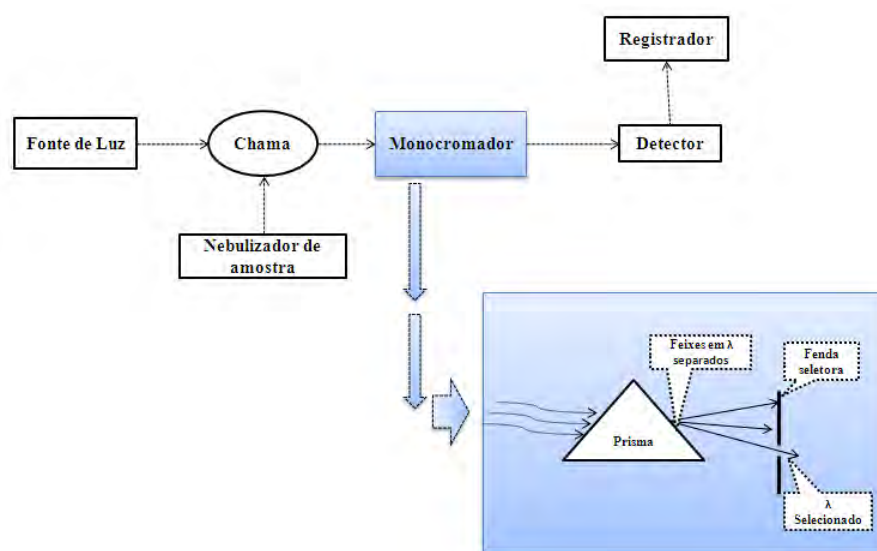 Registrador
Fonte de Luz
Chama
Monocromador
Detector
Nebulizador de
amostra
Feixes em λ
separados
Fenda
seletora
Prisma
λ
Selecionado